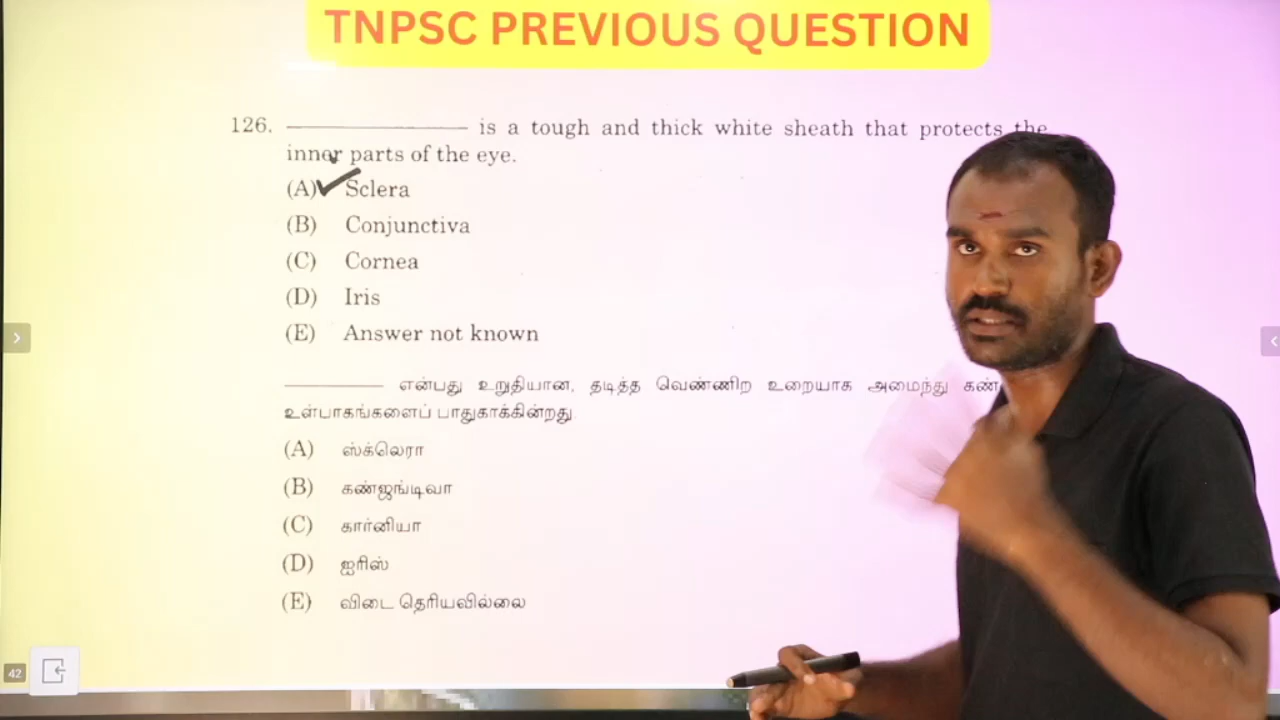 TNPSC PREVIOUS QUESTION
126. ____________ is a tough and thick white sheath that protects the
inner parts of the eye.
(A) Sclera
(B) Conjunctiva
(C) Cornea
(D) Iris
(E) Answer not known
____________ என்பது உறுதியான, தடித்த வெண்ணிற உறையாக அமைந்து கண்
உள்பாகங்களைப் பாதுகாக்கின்றது.
(A) ஸ்க்லெரா
(B) கண்ஜங்டிவா
(C) கார்னியா
(D) ஐரிஸ்
(E) விடை தெரியவில்லை
42